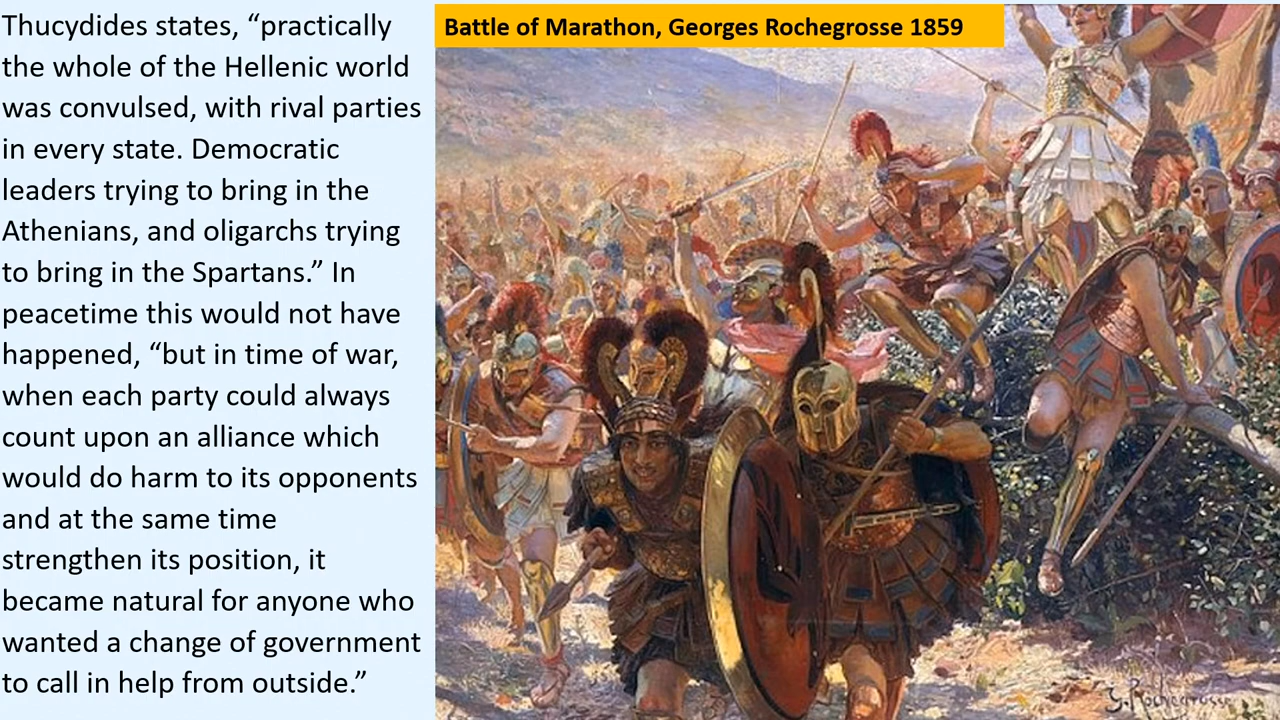 Thucydides states, “practically
the whole of the Hellenic world
was convulsed, with rival parties
in every state. Democratic
leaders trying to bring in the
Athenians, and oligarchs trying
to bring in the Spartans.” In
peacetime this would not have
happened, “but in time of war,
when each party could always
count upon an alliance which
would do harm to its opponents
and at the same time
strengthen its position, it
became natural for anyone who
wanted a change of government
to call in help from outside.”
Battle of Marathon, Georges Rochegrosse 1859
G. Rochegrosse